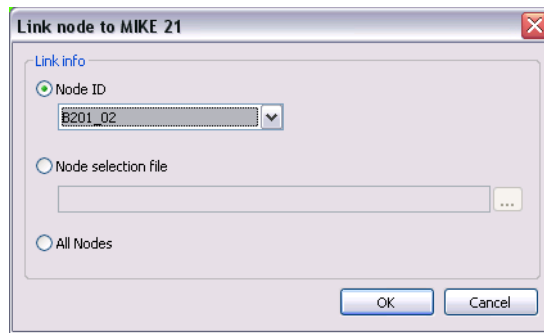 Link node to MIKE 21
Link info
Node ID
B201_02
Node selection file
...
All Nodes
OK Cancel